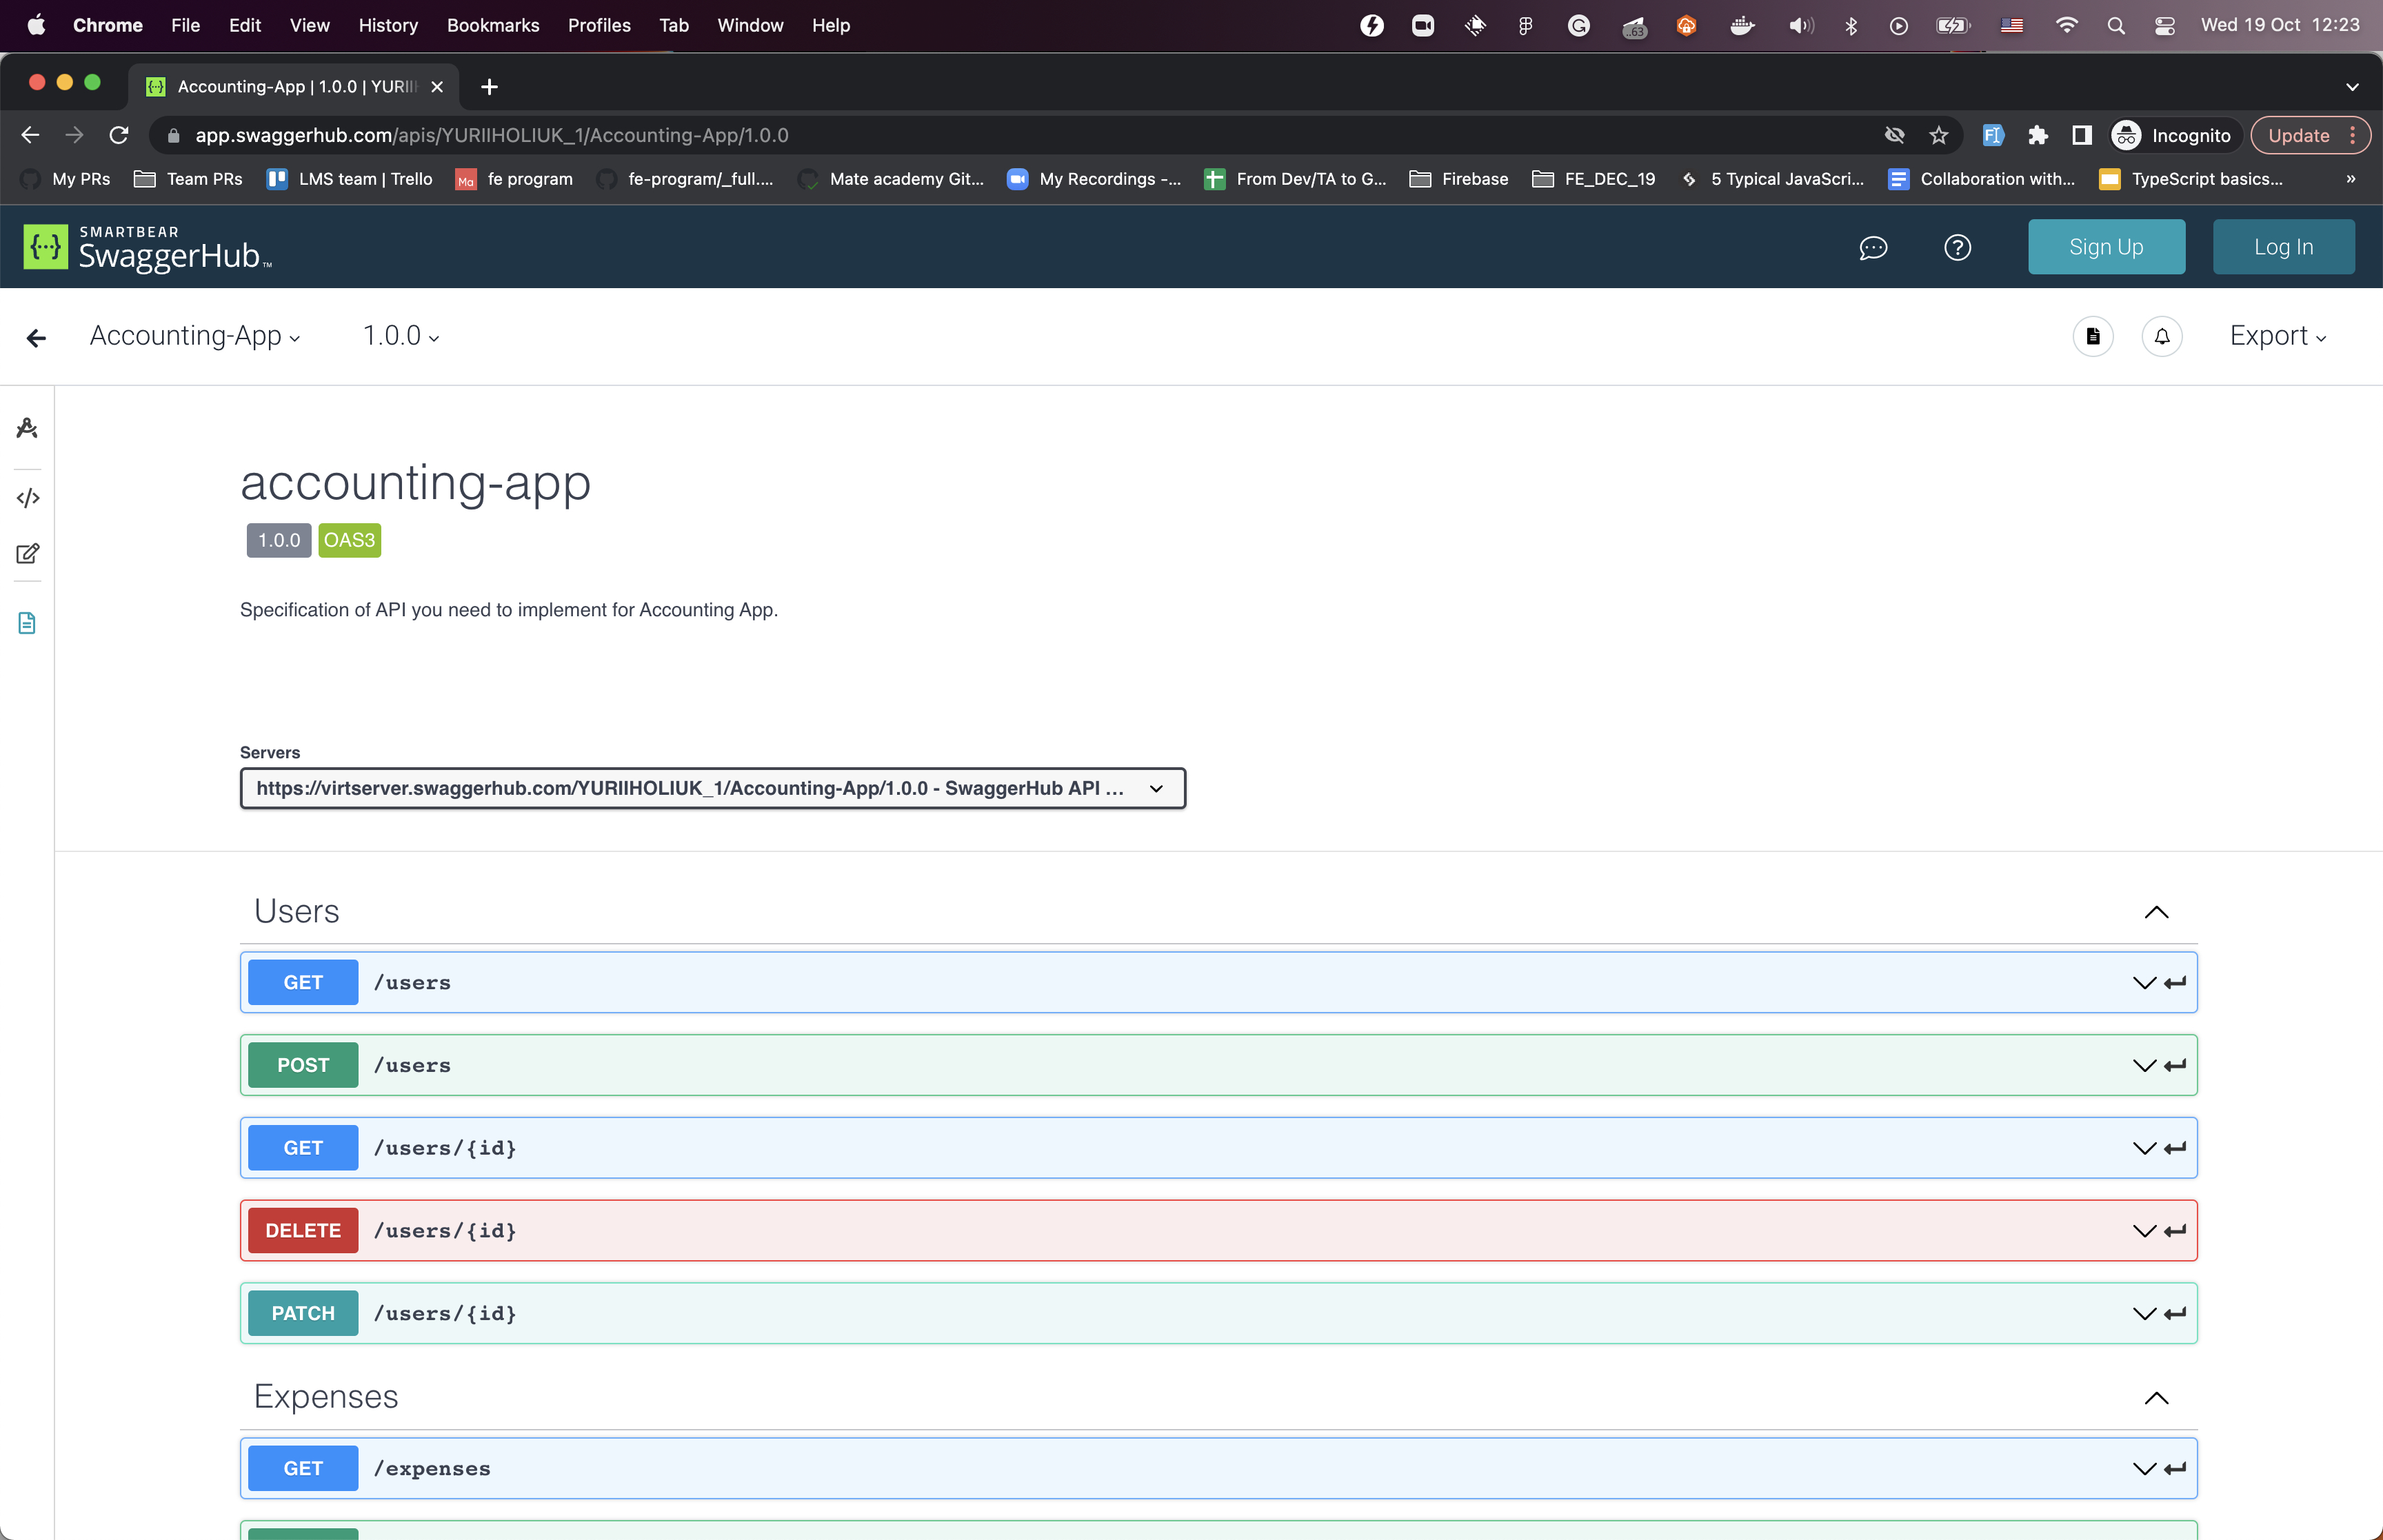 Chrome File Edit View History Bookmarks Profiles Tab Window Help ..63 Wed 19 Oct 12:23
Accounting-App | 1.0.0 | YURII
app.swaggerhub.com/apis/YURIIHOLIUK_1/Accounting-App/1.0.0 Incognito Update
My PRs Team PRs LMS team | Trello Ma fe program fe-program/_full.... Mate academy Git... My Recordings -... From Dev/TA to G... Firebase FE_DEC_19 5 Typical JavaScri... Collaboration with... TypeScript basics... »
SMARTBEAR
SwaggerHub™ Sign Up Log In
Accounting-App 1.0.0 Export
accounting-app
1.0.0 OAS3
Specification of API you need to implement for Accounting App.
Servers
https://virtserver.swaggerhub.com/YURIIHOLIUK_1/Accounting-App/1.0.0 - SwaggerHub API ...
Users
GET /users
POST /users
GET /users/{id}
DELETE /users/{id}
PATCH /users/{id}
Expenses
GET /expenses